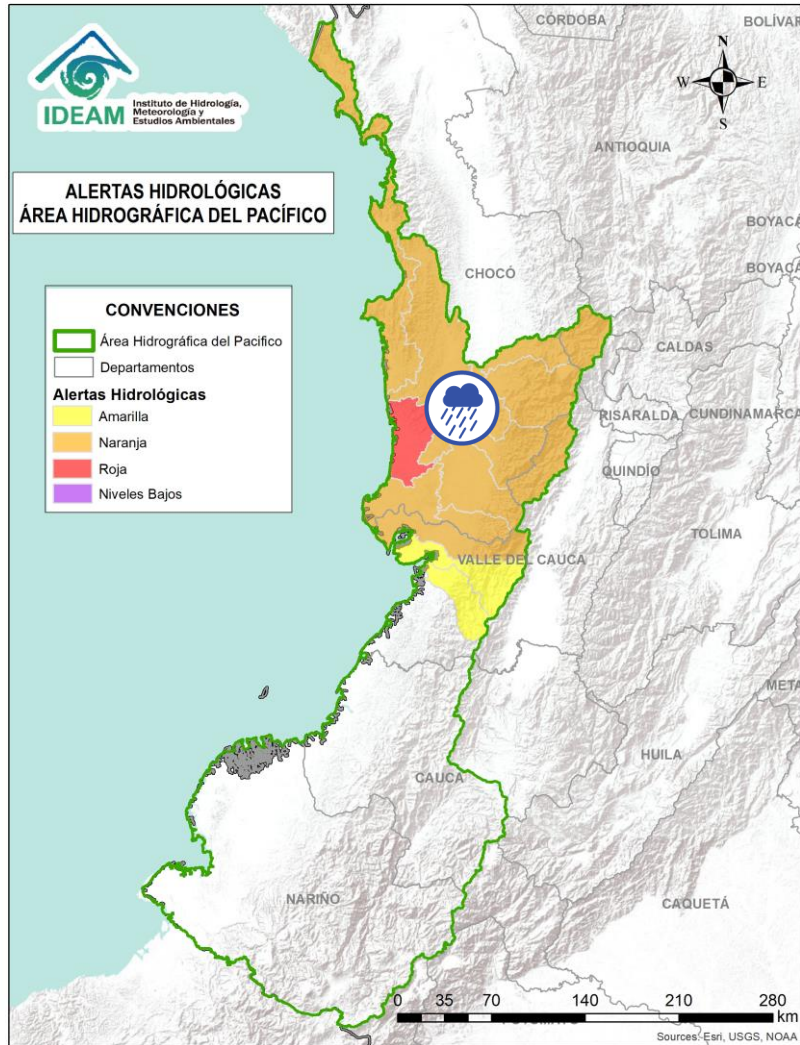 IDEAM
Instituto de Hidrología,
Meteorología y
Estudios Ambientales
CÓRDOBA
BOLÍVAR
N
W
E
S
ANTIOQUIA
ALERTAS HIDROLÓGICAS
ÁREA HIDROGRÁFICA DEL PACÍFICO
BOYACÁ
BOYACÁ
CHOCÓ
CONVENCIONES
Área Hidrográfica del Pacifico
Departamentos
Alertas Hidrológicas
Amarilla
Naranja
Roja
Niveles Bajos
CALDAS
RISARALDA
CUNDINAMARCA
QUINDÍO
TOLIMA
VALLE DEL CAUCA
META
HUILA
CAUCA
NARIÑO
CAQUETÁ
0 35 70 140 210 280
km
Sources: Esri, USGS, NOAA